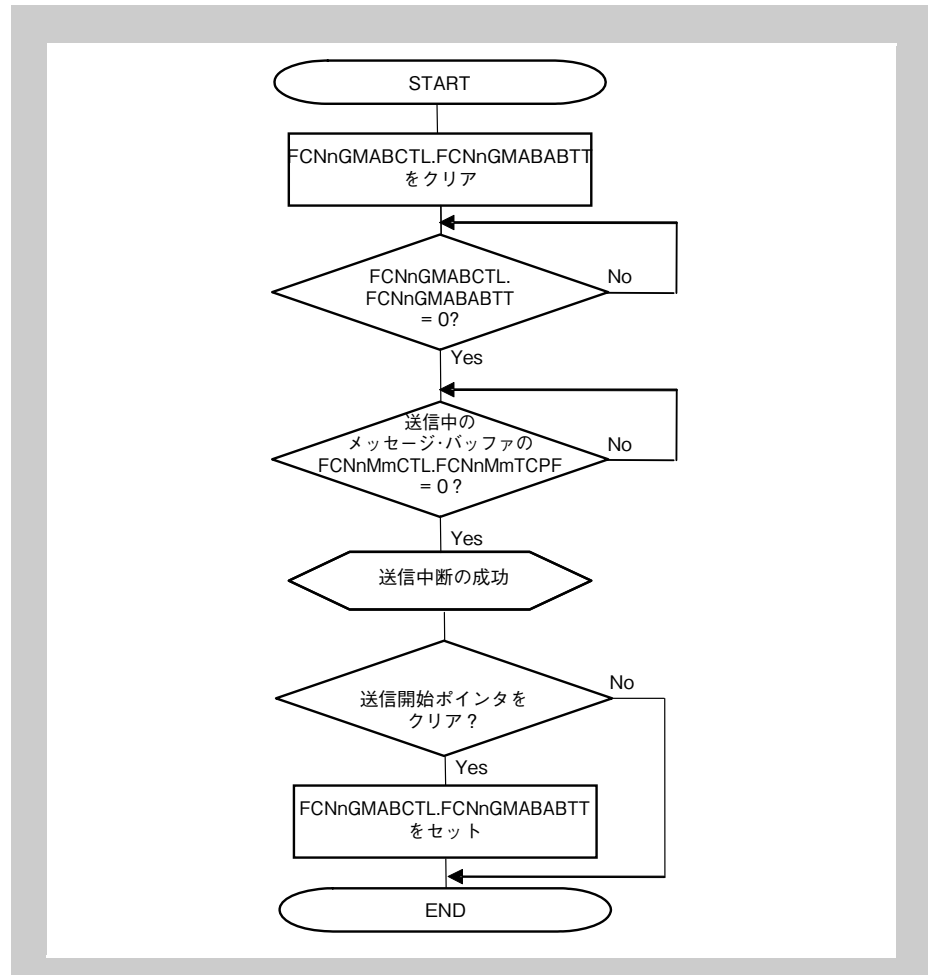 START
FCNnGMABCTL.FCNnGMABABTT
をクリア
FCNnGMABCTL.
FCNnGMABABTT
= 0?
No
Yes
送信中の
メッセージ・バッファの
FCNnMmCTL.FCNnMmTCPF
= 0 ?
No
Yes
送信中断の成功
送信開始ポインタを
クリア ?
No
Yes
FCNnGMABCTL.FCNnGMABABTT
をセット
END